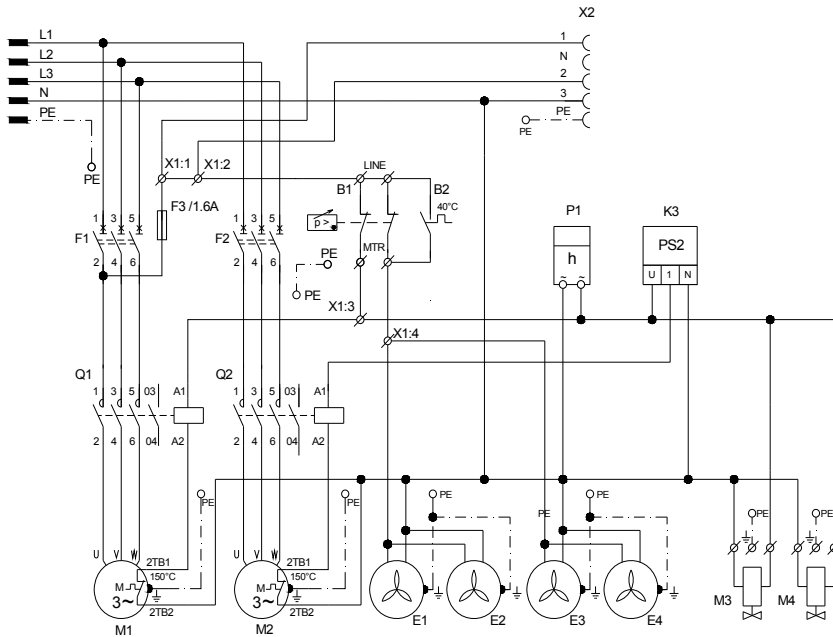 X2
L1
1
L2
N
L3
2
N
3
PE
PE
PE
X1:1
X1:2
LINE
PE
B1
B2
F3 /1.6A
40°C
P1
K3
1 3 5
1 3 5
p >
h
PS2
F1
F2
MTR
PE
U 1 N
2 4 6
2 4 6
~ ~
PE
X1:3
X1:4
Q1
Q2
1 3 5 03
A1
1 3 5 03
A1
2 4 6 04
A2
2 4 6 04
A2
PE
PE
PE
PE
PE
PE
PE
U V W
2TB1
U V W
2TB1
150°C
150°C
M
3~
M
3~
2TB2
2TB2
M1
M2
E1
E2
E3
E4
M3
M4